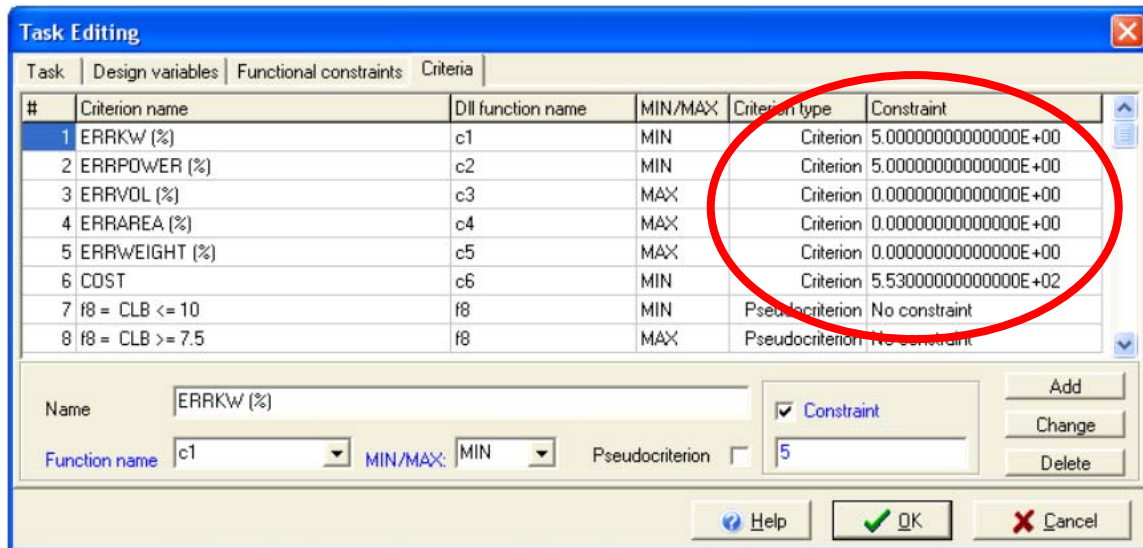 Task Editing
Task Design variables Functional constraints Criteria
# Criterion name Dll function name MIN/MAX Criterion type Constraint
1 ERRKW (%) c1 MIN Criterion 5.00000000000000E+00
2 ERRPOWER (%) c2 MIN Criterion 5.00000000000000E+00
3 ERRVOL (%) c3 MAX Criterion 0.00000000000000E+00
4 ERRAREA (%) c4 MAX Criterion 0.00000000000000E+00
5 ERRWEIGHT (%) c5 MAX Criterion 0.00000000000000E+00
6 COST c6 MIN Criterion 5.53000000000000E+02
7 f8 = CLB <= 10 f8 MIN Pseudocriterion No constraint
8 f8 = CLB >= 7.5 f8 MAX Pseudocriterion No constraint
Name ERRKW (%) Constraint Add
Change
Function name c1 MIN/MAX: MIN Pseudocriterion 5 Delete
Help OK Cancel